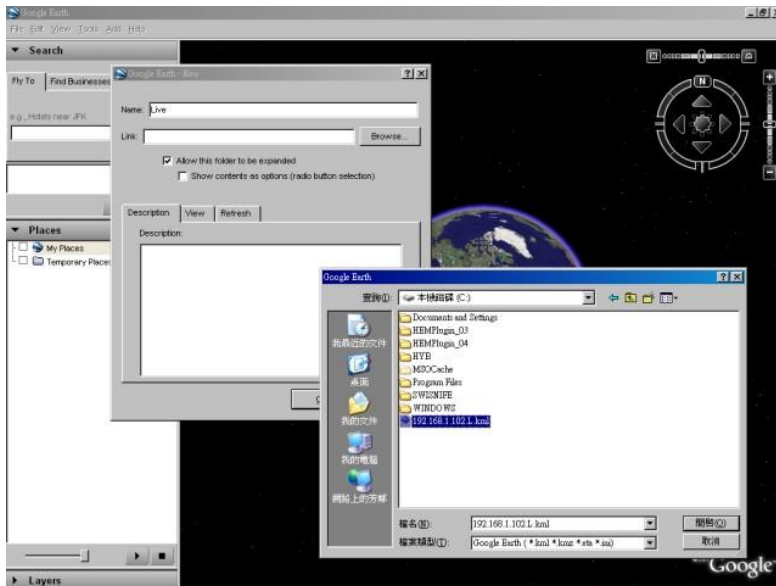 Google Earth
File Edit View Tools Add Help
Search
Fly To
Find Businesses
e.g., Hotels near JFK
Google Earth - New
Name: Live
Link:
Browse...
Allow this folder to be expanded
Show contents as options (radio button selection)
Description
View
Refresh
Description:
Places
My Places
Temporary Places
Layers
N
Google Earth
查詢(I):
本機磁碟 (C:)
我最近的文件
桌面
我的文件
我的電腦
網路上的芳鄰
Documents and Settings
HEMPlugin_03
HEMPlugin_04
HYB
MSOCache
Program Files
SWISNIFE
WINDOWS
192.168.1.102 L.kml
檔名(N):
192.168.1.102 L.kml
開啟(O)
檔案類型(T):
Google Earth (*.kml *.kmz *.eta *.ini)
取消
Google